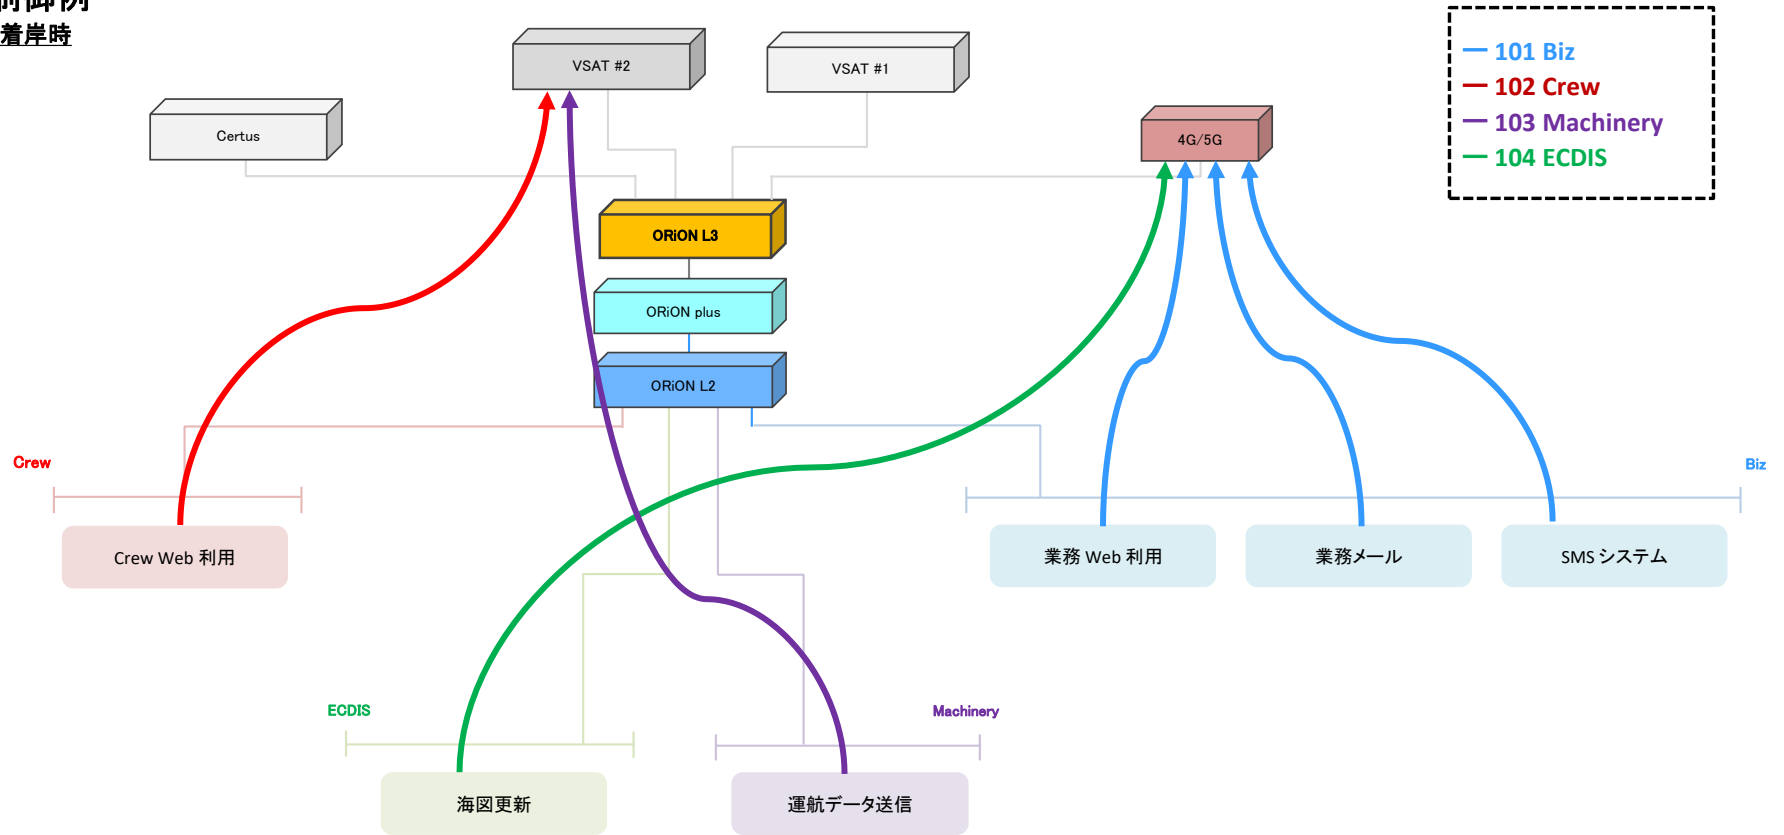 制御例
着岸時
VSAT #2
VSAT #1
Certus
4G/5G
101 Biz
102 Crew
103 Machinery
104 ECDIS
ORiON L3
ORiON plus
ORiON L2
Crew
Biz
Crew Web 利用
業務 Web 利用
業務メール
SMS システム
ECDIS
Machinery
海図更新
運航データ送信